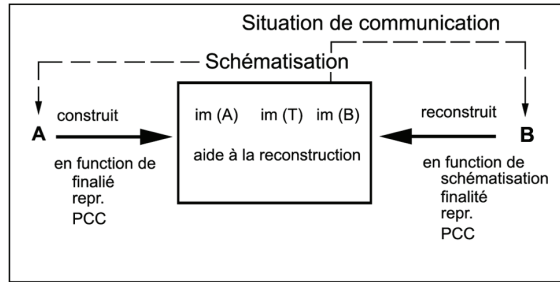 Situation de communication
Schématisation
construit
im (A) im (T) im (B)
reconstruit
A
B
aide à la reconstruction
en function de
finalié
repr.
PCC
en function de
schématisation
finalité
repr.
PCC